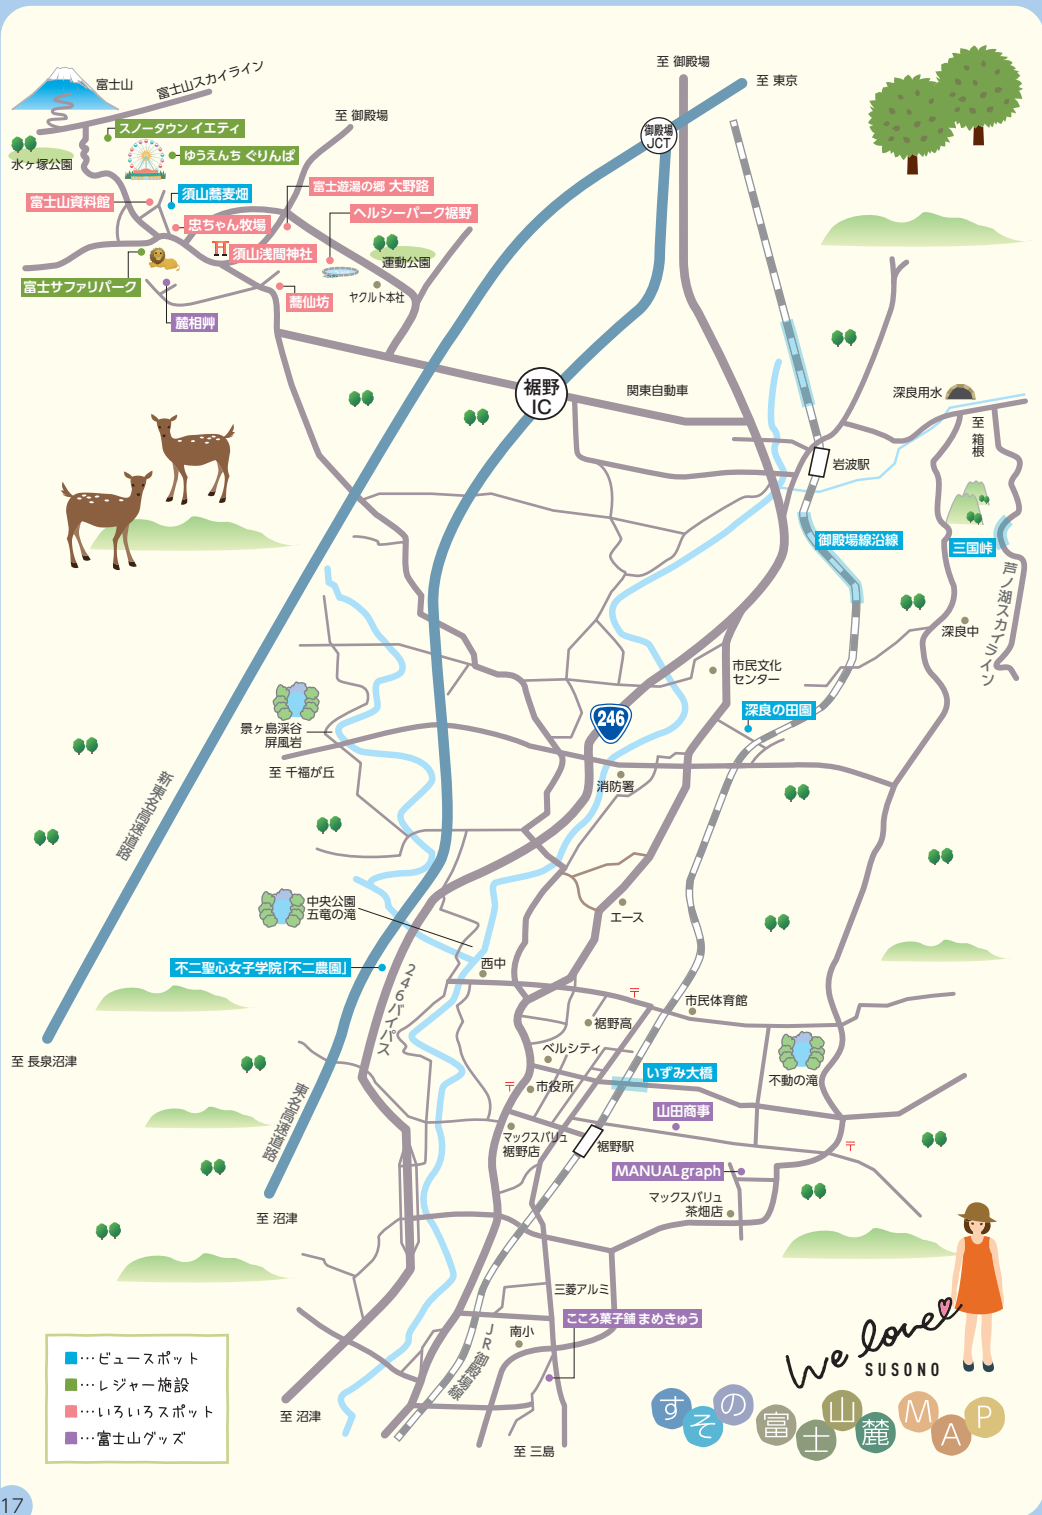 至 御殿場
至 東京
富士山
富士山スカイライン
至 御殿場
御殿場
JCT
スノータウン イエティ
ゆうえんち ぐりんぱ
水ヶ塚公園
須山蕎麦畑
富士遊湯の郷 大野路
富士山資料館
忠ちゃん牧場
ヘルシーパーク裾野
須山浅間神社
運動公園
富士サファリパーク
ヤクルト本社
蕎仙坊
麓相艸
裾野
IC
関東自動車
深良用水
至 箱根
岩波駅
御殿場線沿線
三国峠
芦ノ湖スカイライン
深良中
市民文化
センター
深良の田園
246
景ヶ島渓谷
屏風岩
至 千福が丘
消防署
新東名高速道路
中央公園
五竜の滝
エース
西中
不二聖心女子学院「不二農園」
246バイパス
〒
市民体育館
裾野高
ベルシティ
不動の滝
いずみ大橋
至 長泉沼津
〒
市役所
山田商事
東名高速道路
マックスバリュ
裾野店
裾野駅
〒
MANUALgraph
マックスバリュ
茶畑店
至 沼津
三菱アルミ
こころ菓子舗 まめきゅう
JR御殿場線
南小
We love
SUSONO
…ビュースポット
…レジャー施設
…いろいろスポット
…富士山グッズ
至 沼津
至 三島
すその富士山麓MAP
17